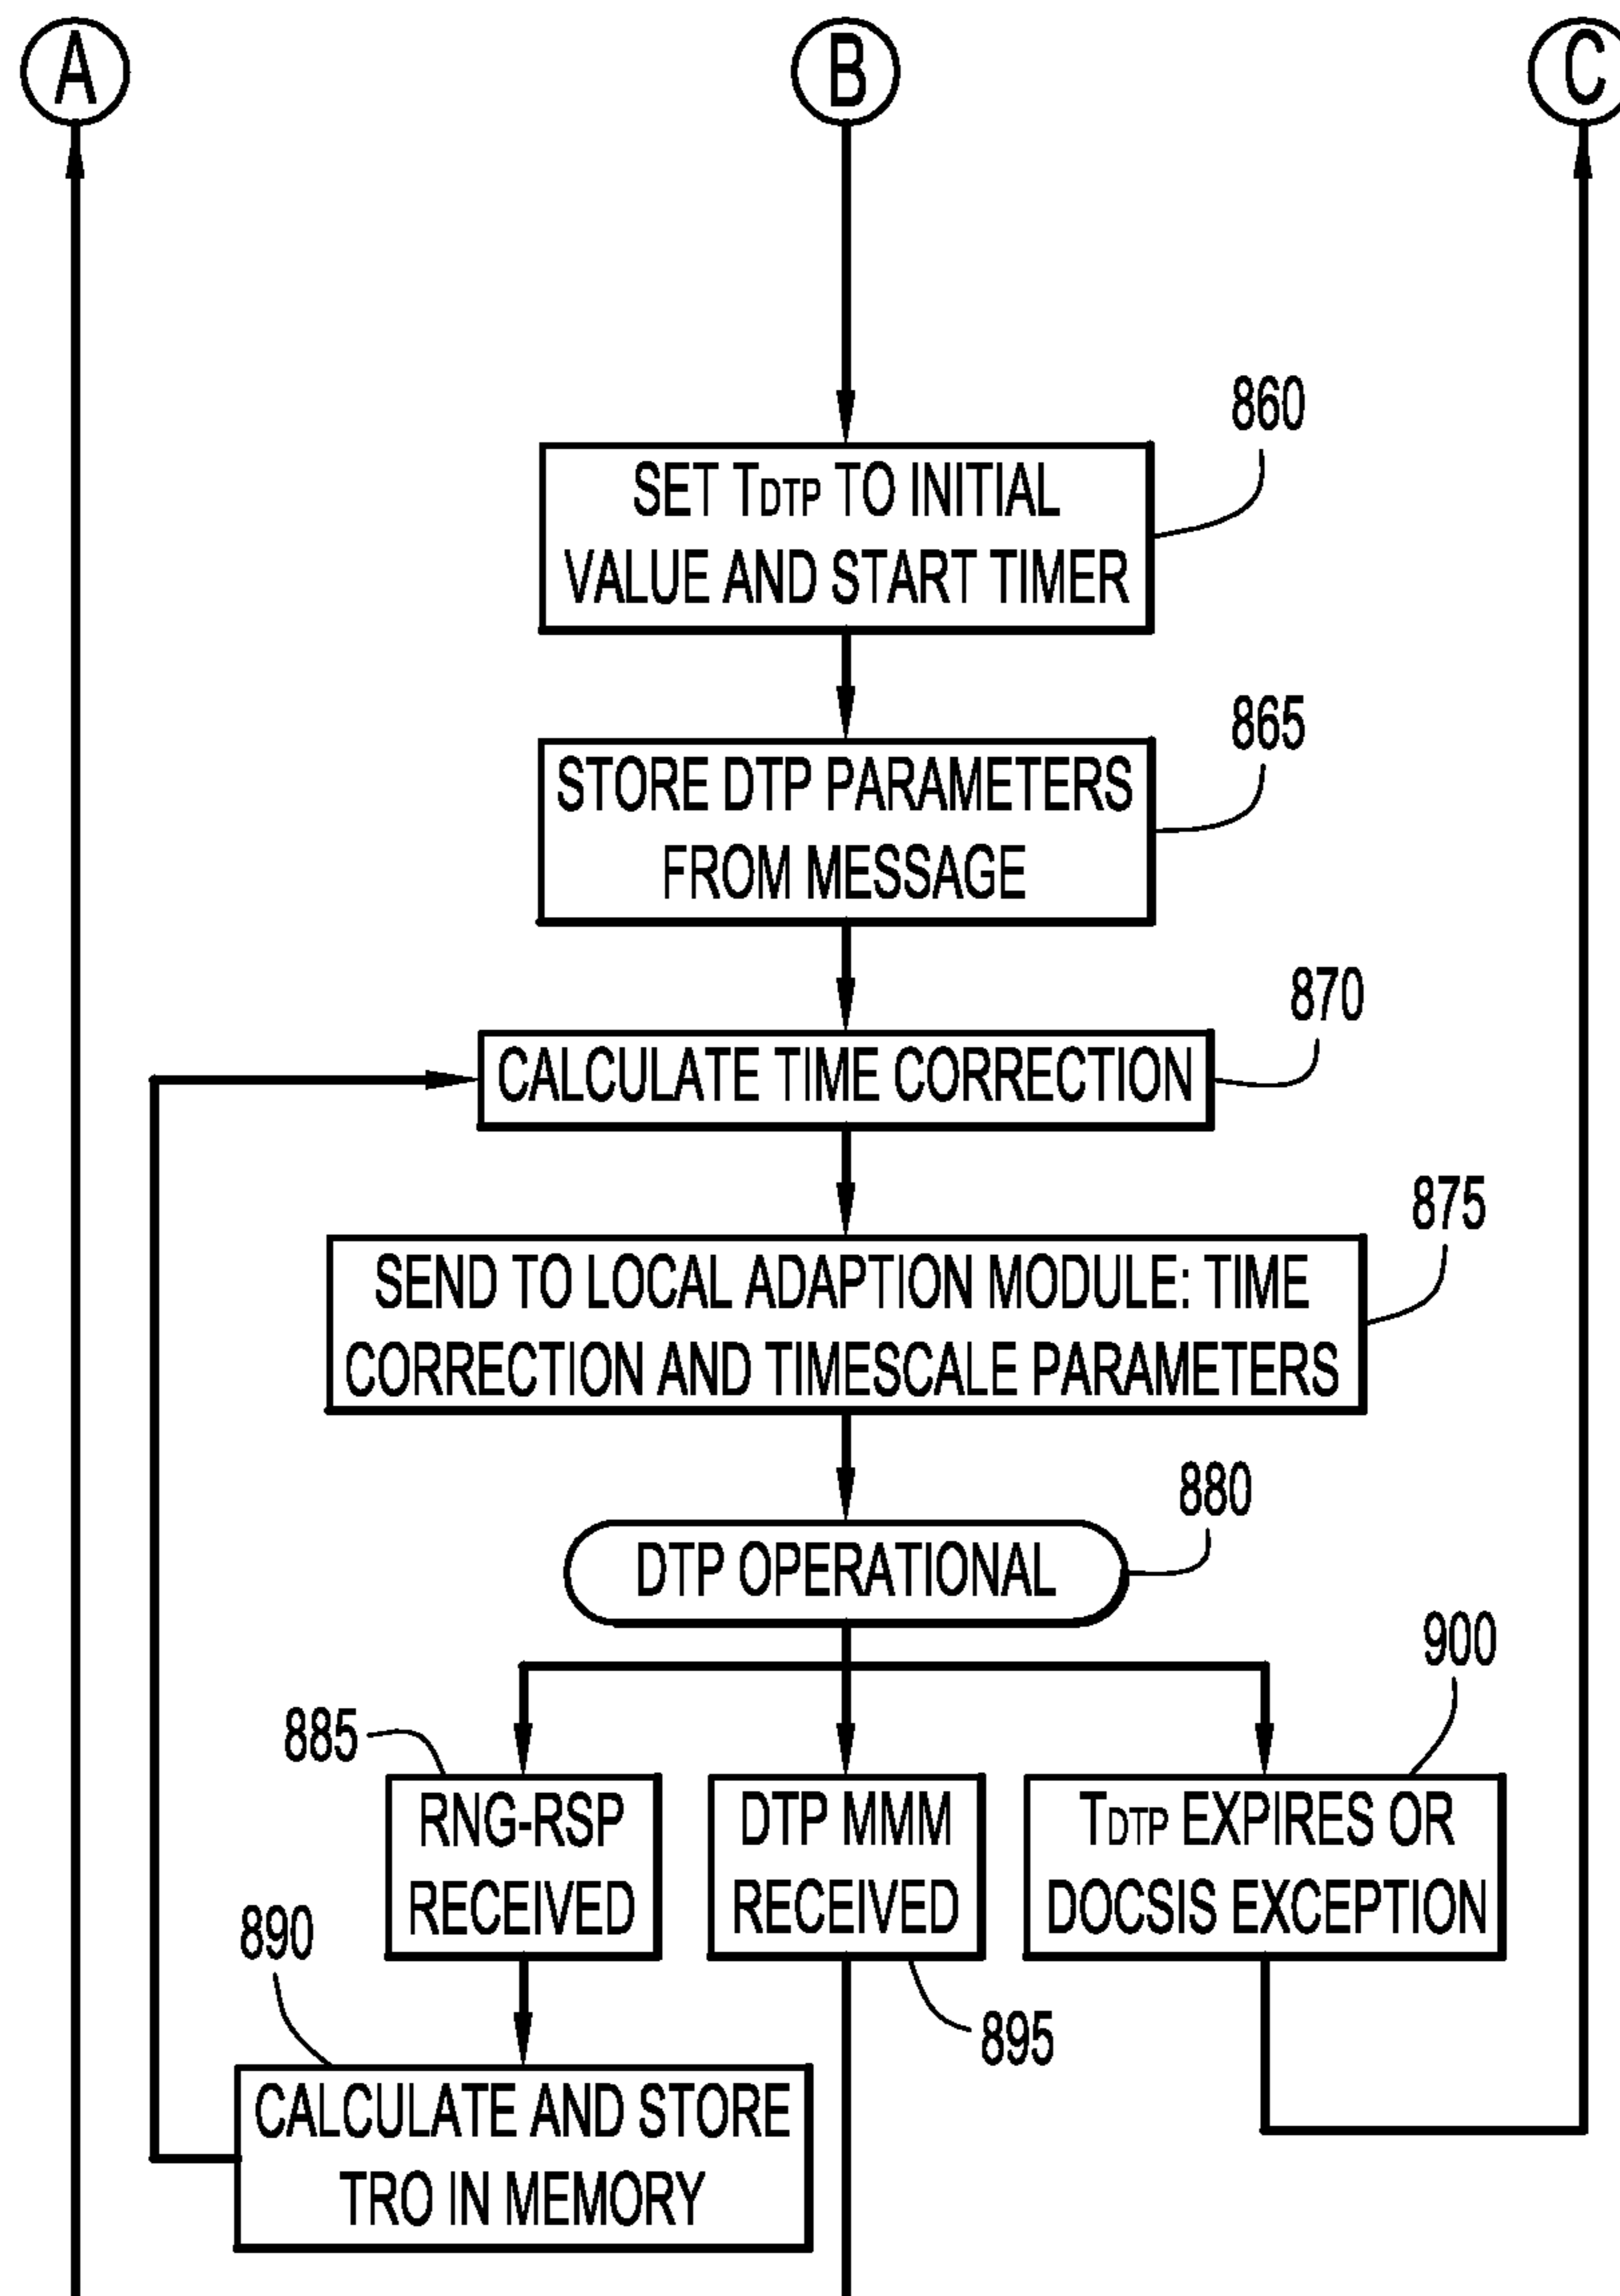 A
B
C
860
SET TDTP TO INITIAL
VALUE AND START TIMER
865
STORE DTP PARAMETERS
FROM MESSAGE
870
CALCULATE TIME CORRECTION
875
SEND TO LOCAL ADAPTION MODULE: TIME
CORRECTION AND TIMESCALE PARAMETERS
880
DTP OPERATIONAL
900
885
RNG-RSP
RECEIVED
DTP MMM
RECEIVED
TDTP EXPIRES OR
DOCSIS EXCEPTION
890
895
CALCULATE AND STORE
TRO IN MEMORY